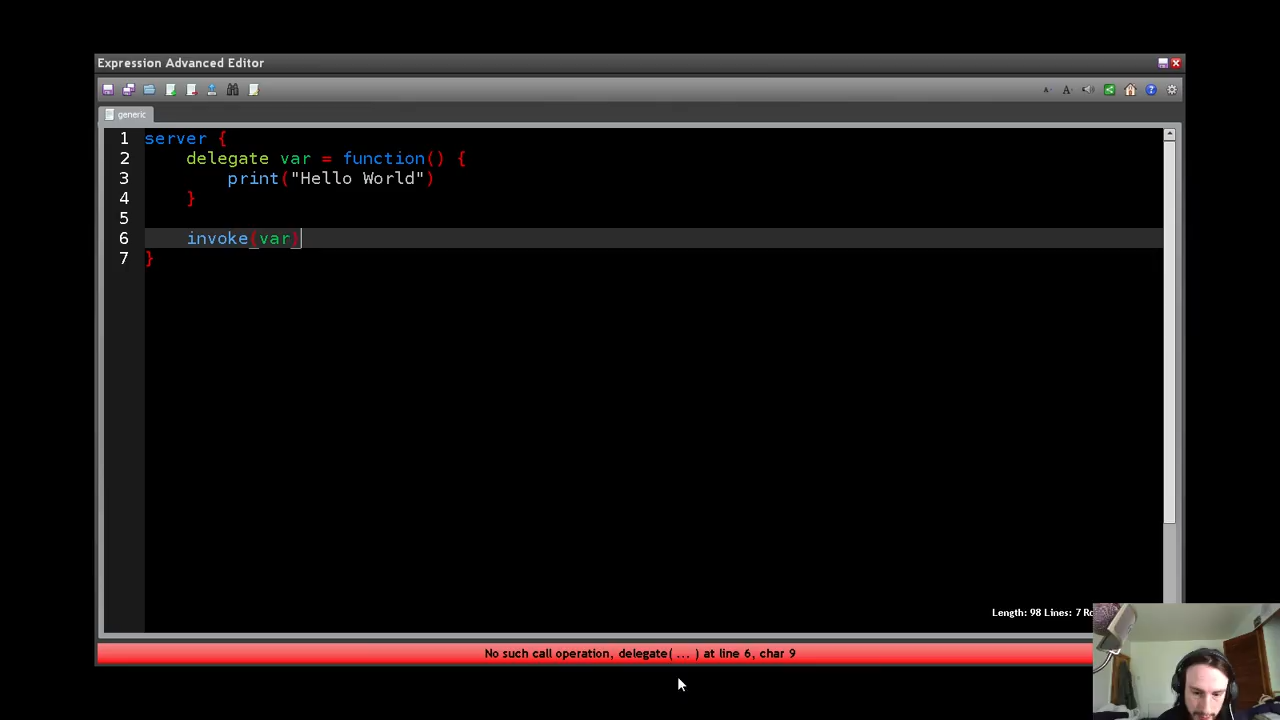 Expression Advanced Editor
generic
1 server {
2 delegate var = function() {
3 print("Hello World")
4 }
5
6 invoke(var)
7 }
Length: 98 Lines: 7
No such call operation, delegate( ... ) at line 6, char 9